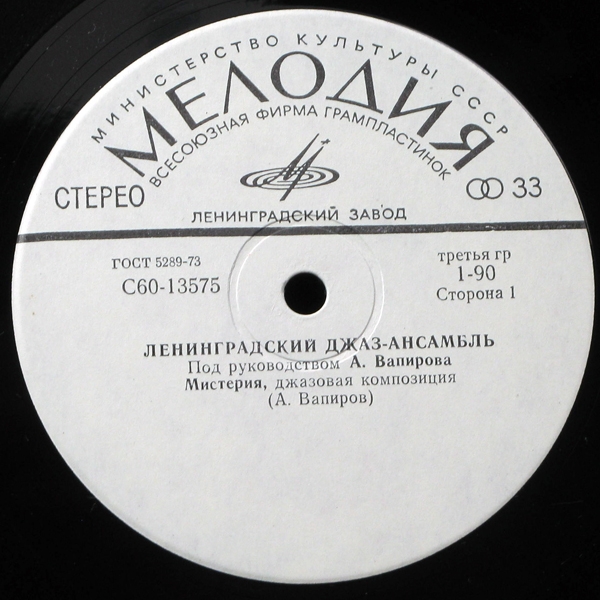 МИНИСТЕРСТВО КУЛЬТУРЫ СССР
МЕЛОДИЯ
ВСЕСОЮЗНАЯ ФИРМА ГРАМПЛАСТИНОК
СТЕРЕО
33
ЛЕНИНГРАДСКИЙ ЗАВОД
ГОСТ 5289-73
С60-13575
третья гр
1-90
Сторона 1
ЛЕНИНГРАДСКИЙ ДЖАЗ-АНСАМБЛЬ
Под руководством А. Вапирова
Мистерия, джазовая композиция
(А. Вапиров)